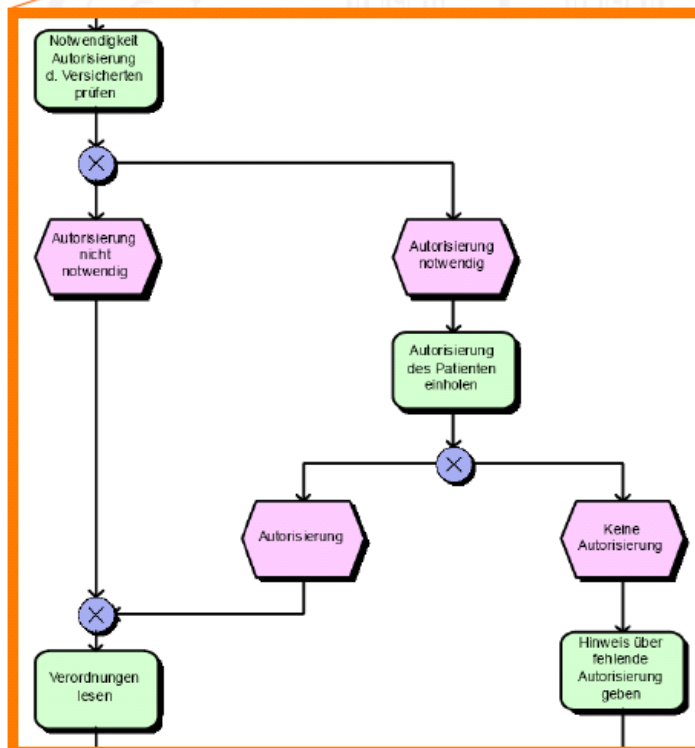 Notwendigkeit
Autorisierung
d. Versicherten
prüfen
Autorisierung
nicht
notwendig
Autorisierung
notwendig
Autorisierung
des Patienten
einholen
Autorisierung
Keine
Autorisierung
Verordnungen
lesen
Hinweis über
fehlende
Autorisierung
geben